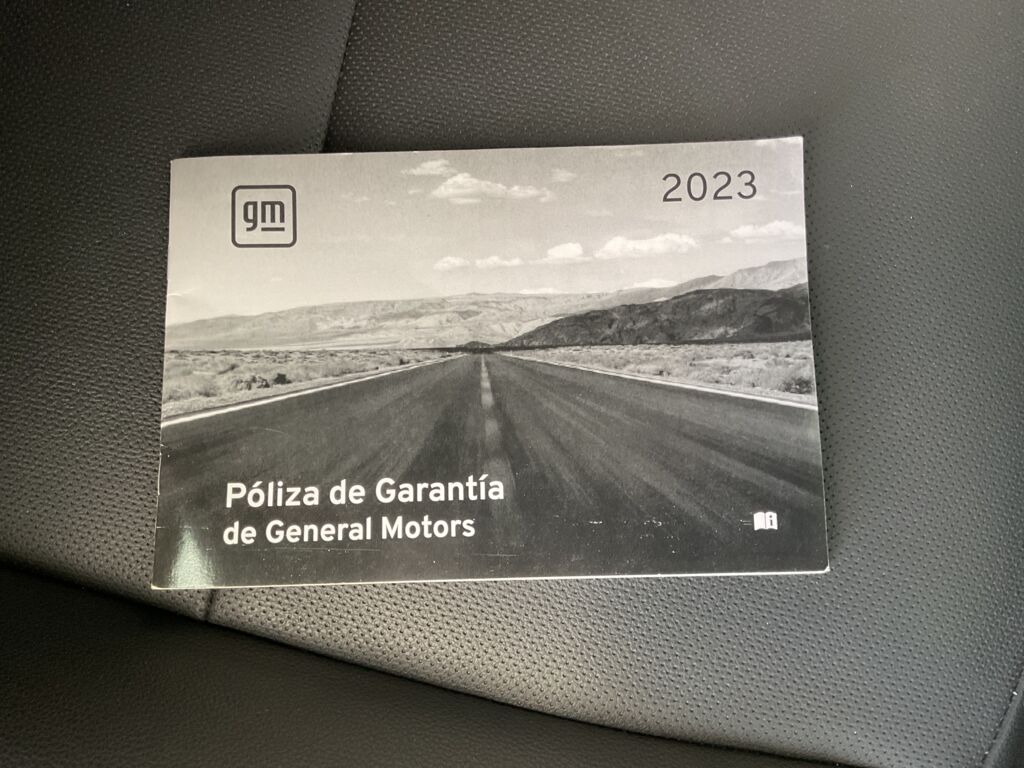 gm
2023
Póliza de Garantía
de General Motors